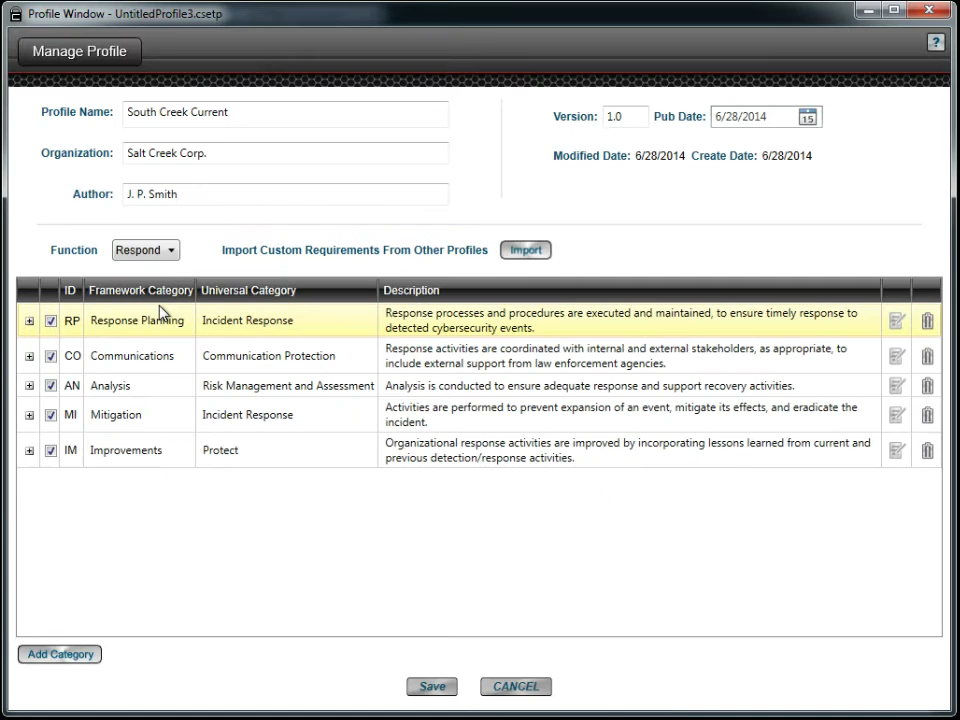 Profile Window - UntitledProfile3.csetp
Manage Profile
?
Profile Name: South Creek Current
Version: 1.0 Pub Date: 6/28/2014 15
Organization: Salt Creek Corp.
Modified Date: 6/28/2014 Create Date: 6/28/2014
Author: J. P. Smith
Function Respond Import Custom Requirements From Other Profiles Import
ID Framework Category Universal Category Description
RP Response Planning Incident Response Response processes and procedures are executed and maintained, to ensure timely response to
detected cybersecurity events.
CO Communications Communication Protection Response activities are coordinated with internal and external stakeholders, as appropriate, to
include external support from law enforcement agencies.
AN Analysis Risk Management and Assessment Analysis is conducted to ensure adequate response and support recovery activities.
MI Mitigation Incident Response Activities are performed to prevent expansion of an event, mitigate its effects, and eradicate the
incident.
IM Improvements Protect Organizational response activities are improved by incorporating lessons learned from current and
previous detection/response activities.
Add Category
Save CANCEL